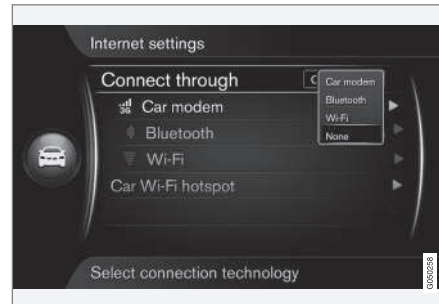 Internet settings
Connect through
Car modem
Bluetooth
Wi-Fi
None
3G Car modem
Bluetooth
Wi-Fi
Car Wi-Fi hotspot
Select connection technology
G050258